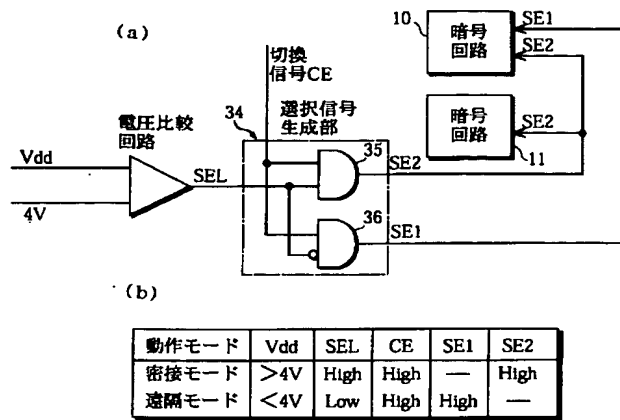 (a)
切換
信号CE
10
暗号
回路
SE1
SE2
暗号
回路
SE2
11
電圧比較
回路
34
選択信号
生成部
35
Vdd
SEL
SE2
4V
36
SE1
(b)
動作モード Vdd SEL CE SE1 SE2
密接モード >4V High High — High
遠隔モード <4V Low High High —